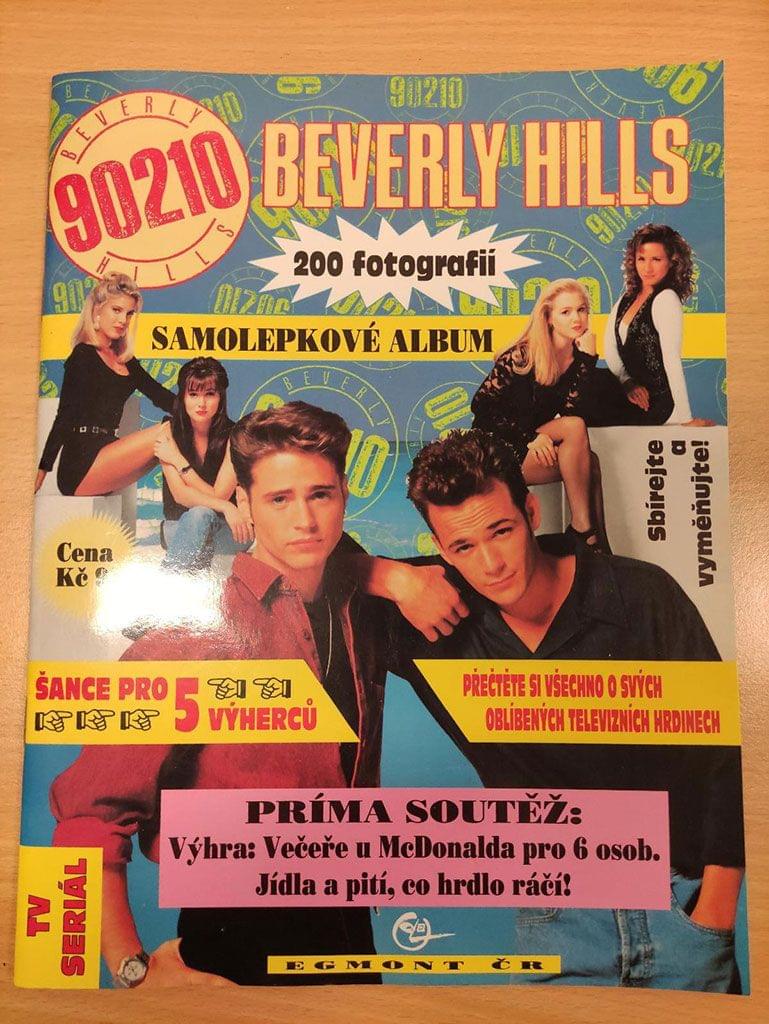 BEVERLY
90210
HILLS
BEVERLY HILLS
200 fotografií
SAMOLEPKOVÉ ALBUM
Sbírejte
a
vyměňujte!
Cena
Kč
ŠANCE PRO 5
VÝHERCŮ
PŘEČTĚTE SI VŠECHNO O SVÝCH
OBLÍBENÝCH TELEVIZNÍCH HRDINECH
PRÍMA SOUTĚŽ:
Výhra: Večeře u McDonalda pro 6 osob.
Jídla a pití, co hrdlo ráčí!
TV
SERIÁL
EGMONT ČR